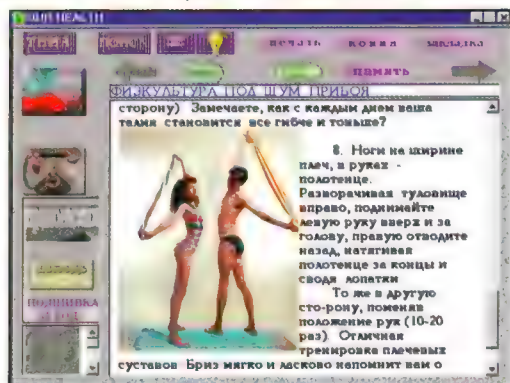 печать копия закладка
память
ФИЗКУЛЬТУРА ПОД ШУМ ПРИБОЯ
сторону) Замечаете, как с каждым днем ваша
талия становится все гибче и тоньше?
8. Ноги на ширине
плеч, в руках -
полотенце.
Разворачивая туловище
вправо, поднимайте
левую руку вверх и за
голову, правую отводите
назад, натягивая
полотенце за концы и
сводя лопатки
То же в другую
сто-рону, поменяв
положение рук (10-20
раз) Отличная
тренировка плечевых
суставов Бриз мягко и ласково напомнит вам о